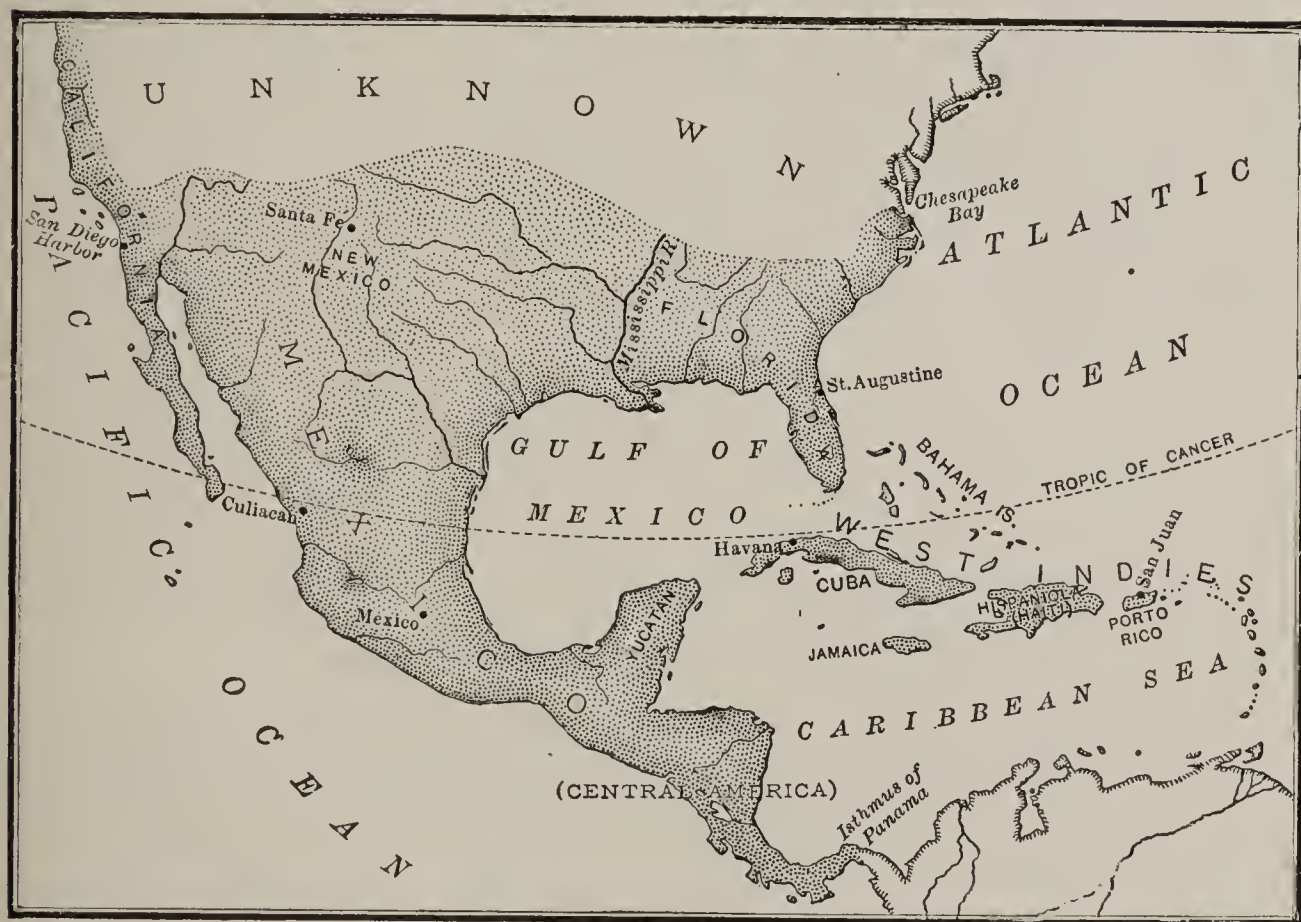 UNKNOWN
CALIFORNIA
Santa Fe
NEW
MEXICO
San Diego
Harbor
PACIFIC
OCEAN
Mississippi R.
FLORIDA
Chesapeake
Bay
ATLANTIC
OCEAN
St. Augustine
GULF OF
MEXICO
BAHAMA IS.
TROPIC OF CANCER
Culiacan
MEXICO
Mexico
YUCATAN
Havana
CUBA
WEST INDIES
HISPANIOLA
(HAITI)
San Juan
PORTO
RICO
JAMAICA
CARIBBEAN SEA
(CENTRAL AMERICA)
Isthmus of
Panama